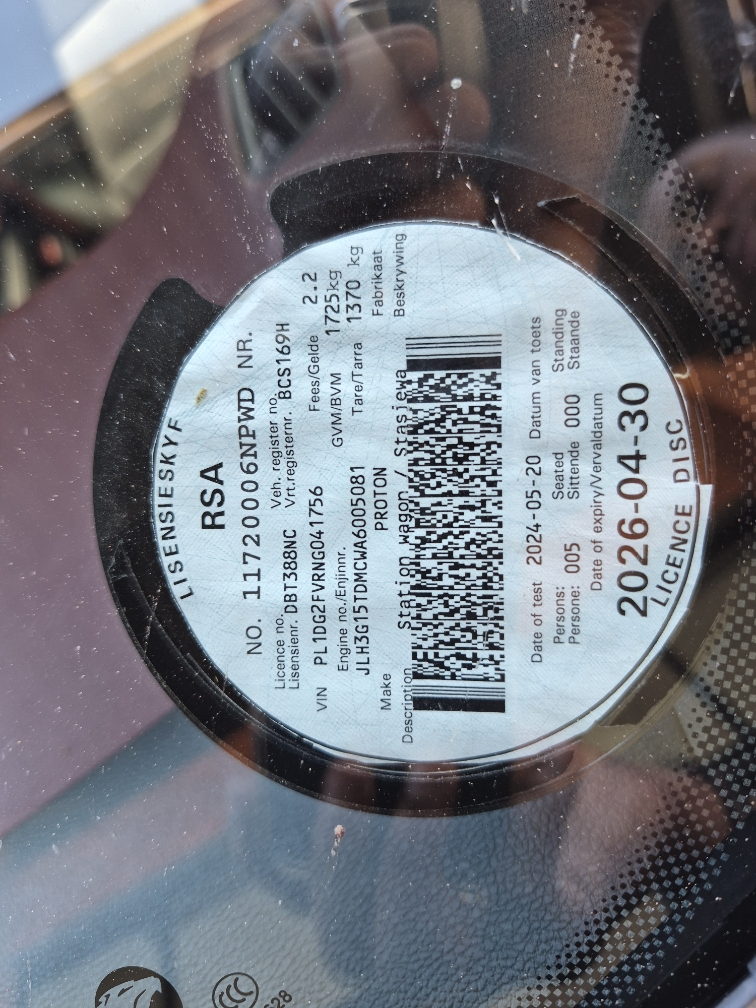 LISENSIESKYF
RSA
NO. 11720006NPWD NR.
Licence no. Veh. register no.
Lisensienr. DBT388NC Vrt.registernr. BCS169H
VIN PL1DG2FVRNG041756 Fees/Gelde 2.2
Engine no./Enjinnr. GVM/BVM 1725kg
JLH3G15TDMCWA6005081 Tare/Tarra 1370 kg
Make PROTON Fabrikaat
Description Station wagon / Stasiewa Beskrywing
Date of test 2024-05-20 Datum van toets
Persons: Seated Standing
Persone: 005 Sittende 000 Staande
Date of expiry/Vervaldatum
2026-04-30
LICENCE DISC
CCC